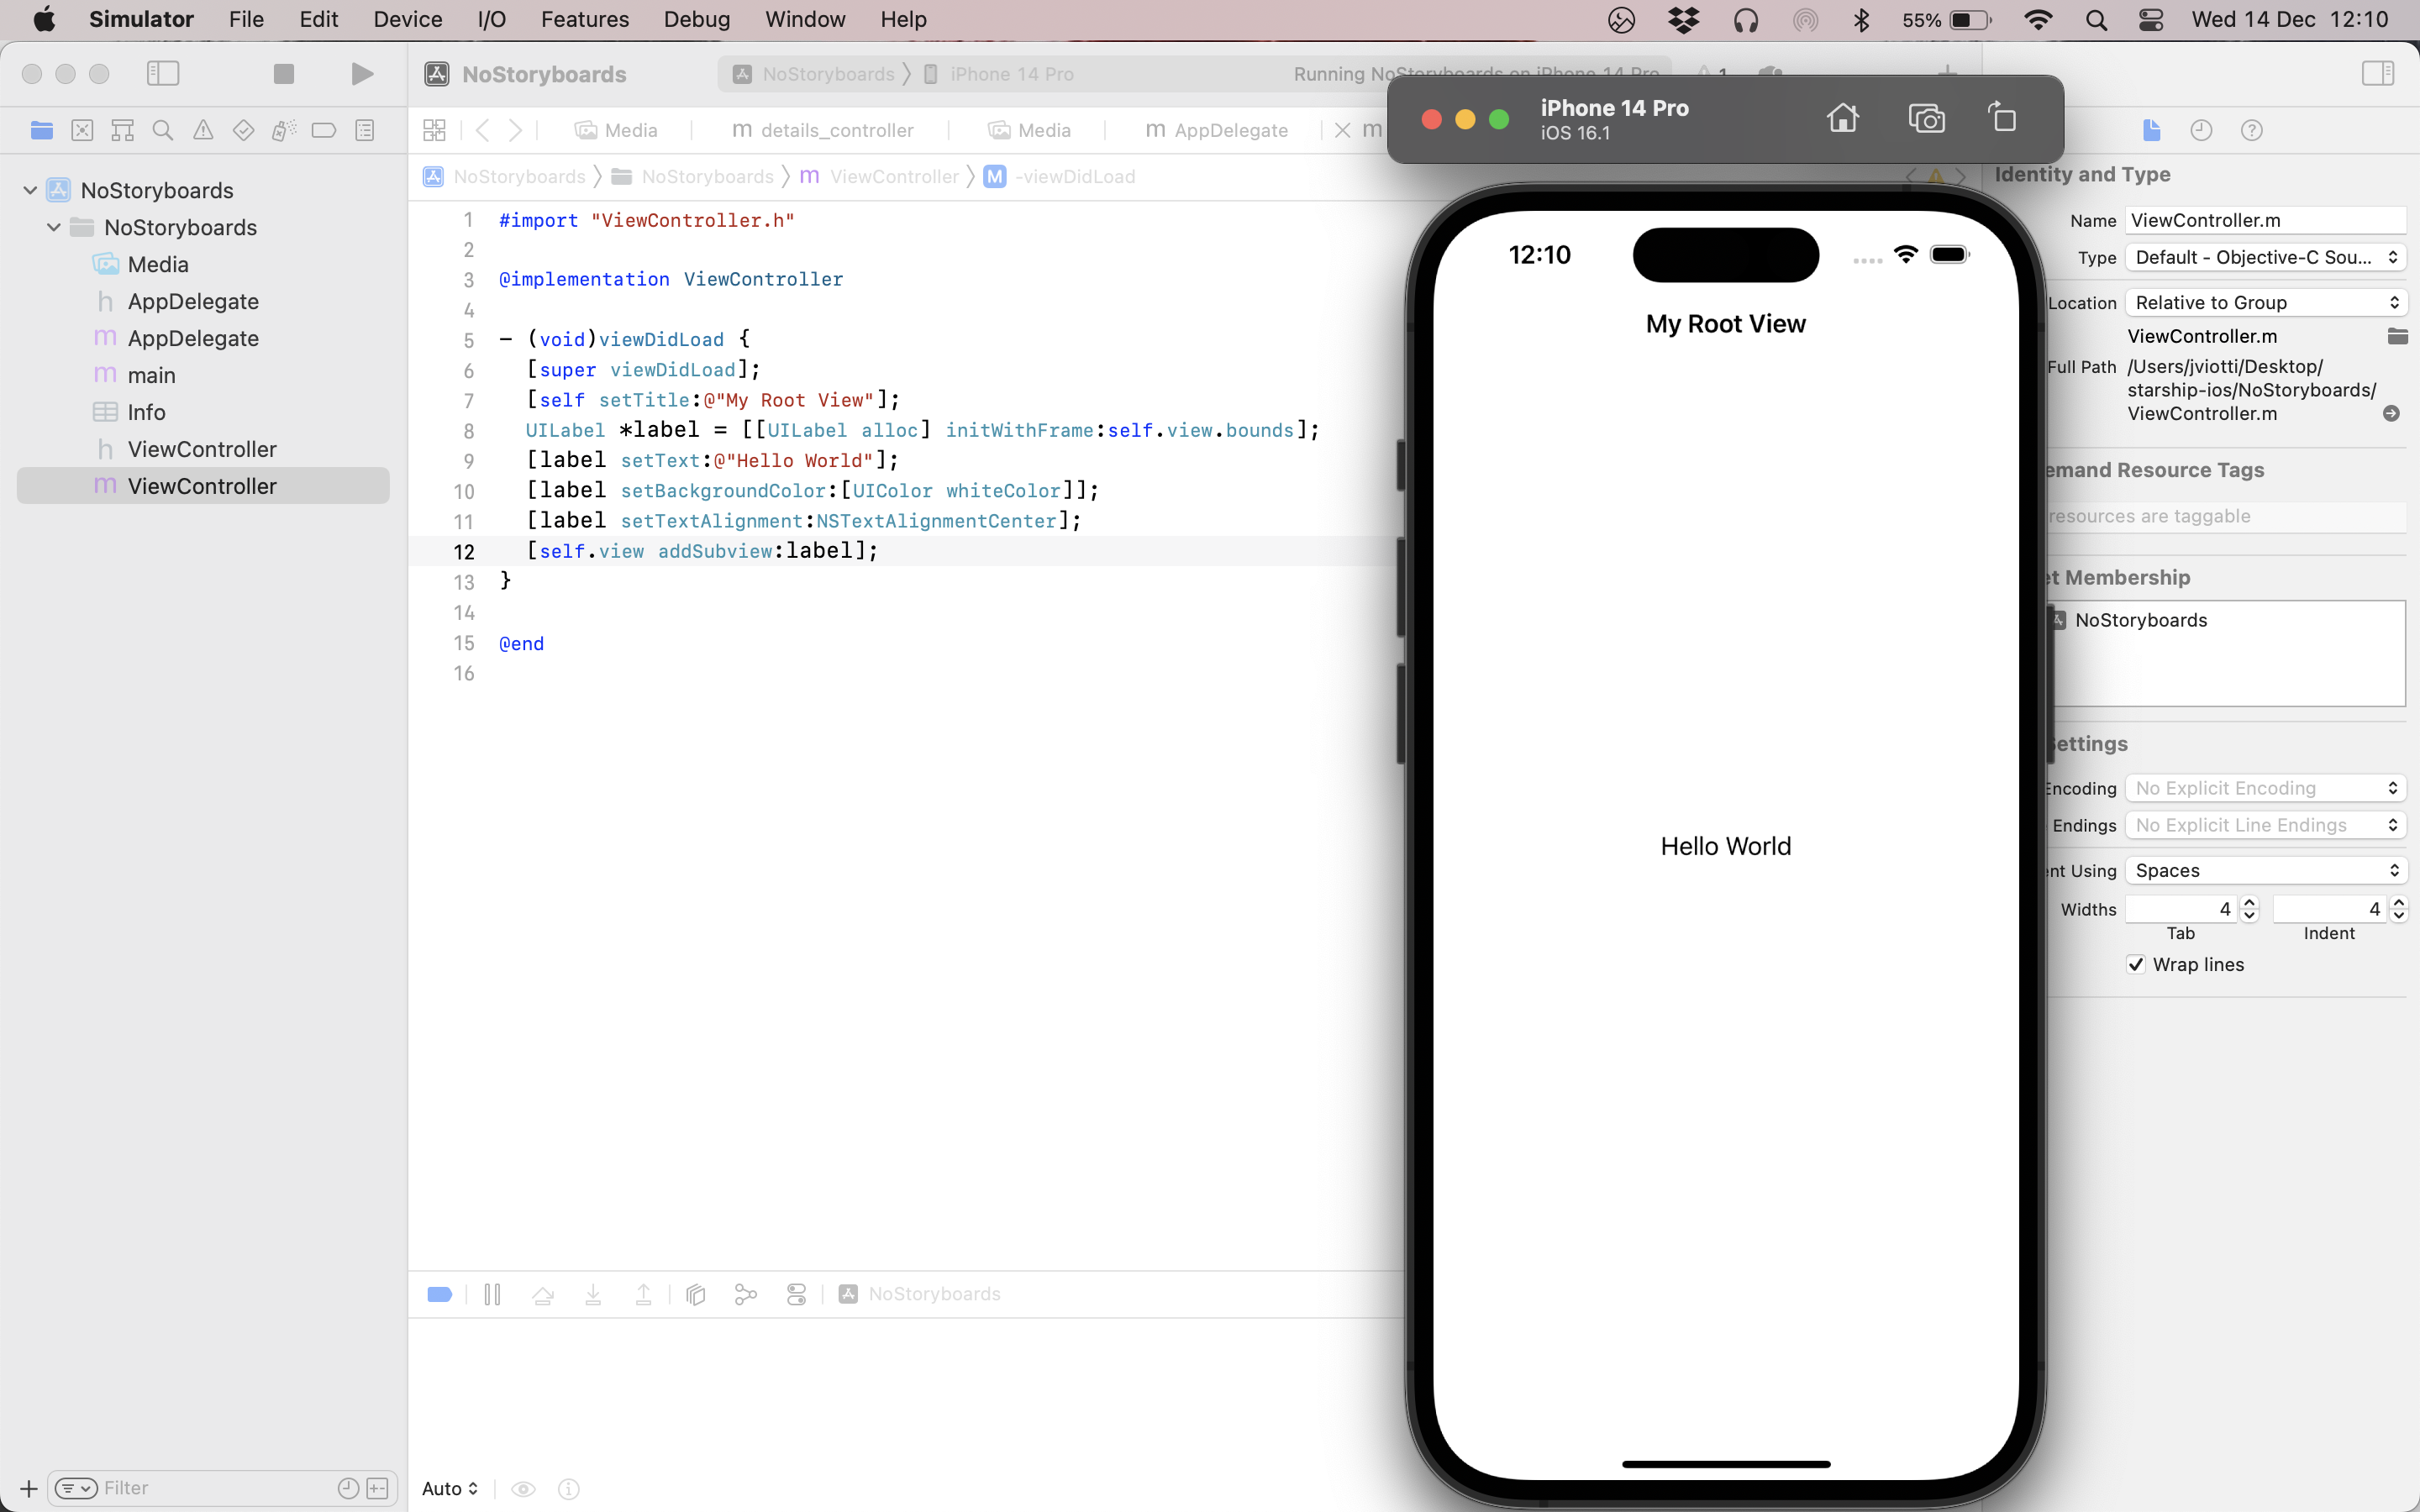 Simulator File Edit Device I/O Features Debug Window Help 55% Wed 14 Dec 12:10
NoStoryboards NoStoryboards iPhone 14 Pro Running NoStoryboards on iPhone 14 Pro 1
iPhone 14 Pro
iOS 16.1
Media m details_controller Media m AppDelegate m
NoStoryboards NoStoryboards m ViewController M -viewDidLoad
NoStoryboards
NoStoryboards
Media
h AppDelegate
m AppDelegate
m main
Info
h ViewController
m ViewController
1 #import "ViewController.h"
2
3 @implementation ViewController
4
5 - (void)viewDidLoad {
6 [super viewDidLoad];
7 [self setTitle:@"My Root View"];
8 UILabel *label = [[UILabel alloc] initWithFrame:self.view.bounds];
9 [label setText:@"Hello World"];
10 [label setBackgroundColor:[UIColor whiteColor]];
11 [label setTextAlignment:NSTextAlignmentCenter];
12 [self.view addSubview:label];
13 }
14
15 @end
16
NoStoryboards
Auto
Filter
12:10
My Root View
Hello World
Identity and Type
Name ViewController.m
Type Default - Objective-C Sou...
Location Relative to Group
ViewController.m
Full Path /Users/jviotti/Desktop/
starship-ios/NoStoryboards/
ViewController.m
emand Resource Tags
resources are taggable
et Membership
NoStoryboards
Settings
Encoding No Explicit Encoding
Endings No Explicit Line Endings
nt Using Spaces
Widths 4 4
Tab Indent
Wrap lines